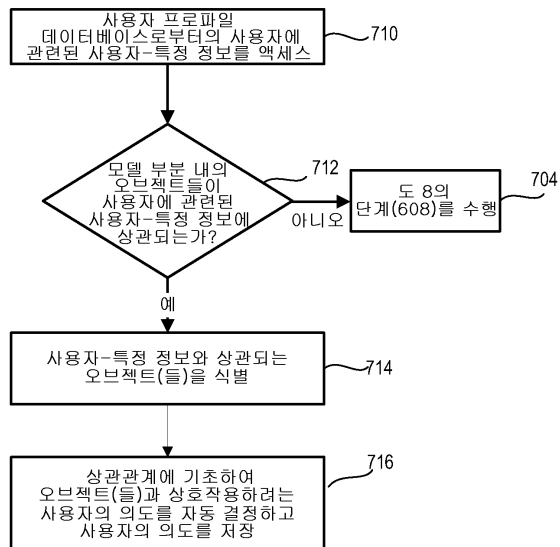 사용자 프로파일
데이터베이스로부터의 사용자에
관련된 사용자-특정 정보를 액세스
710
모델 부분 내의
오브젝트들이
사용자에 관련된
사용자-특정 정보에
상관되는가?
712
아니오
도 8의
단계(608)를 수행
704
예
사용자-특정 정보와 상관되는
오브젝트(들)을 식별
714
상관관계에 기초하여
오브젝트(들)과 상호작용하려는
사용자의 의도를 자동 결정하고
사용자의 의도를 저장
716